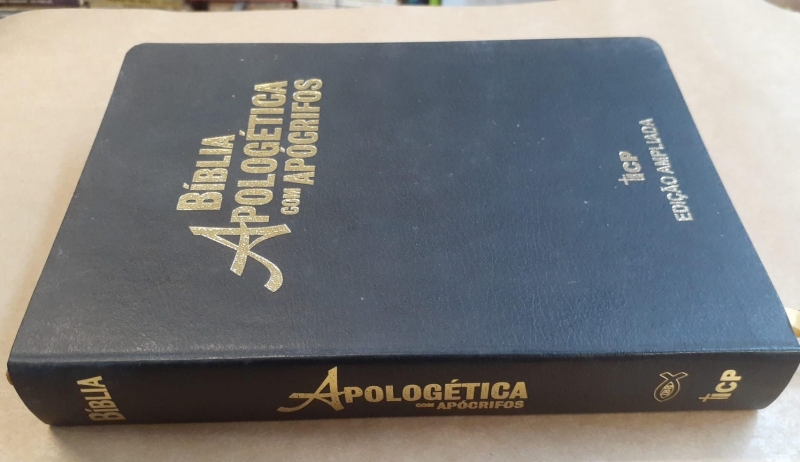 BÍBLIA
APOLOGÉTICA
COM APÓCRIFOS
ICP
EDIÇÃO AMPLIADA
BÍBLIA
APOLOGÉTICA
COM APÓCRIFOS
ICP